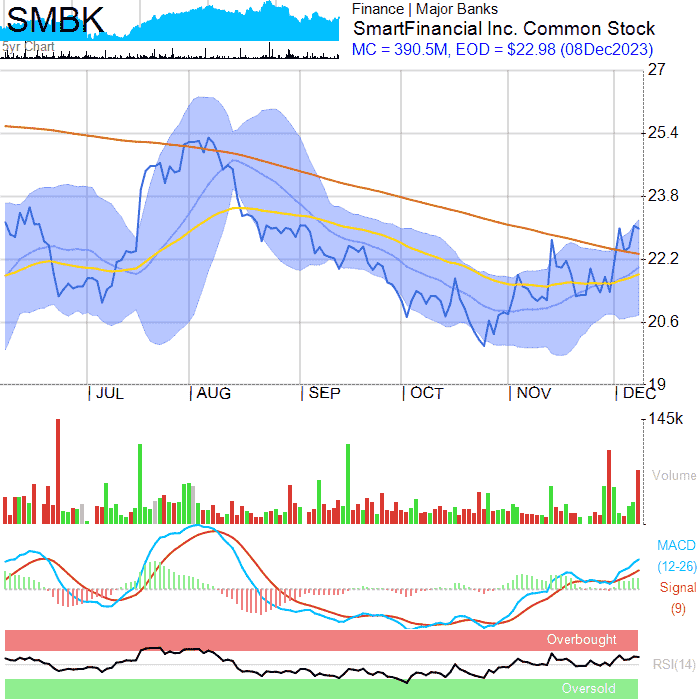 SMBK
Finance | Major Banks
SmartFinancial Inc. Common Stock
5yr Chart
MC = 390.5M, EOD = $22.98 (08Dec2023)
27
25.4
23.8
22.2
20.6
19
JUL AUG SEP OCT NOV DEC
145k
Volume
MACD
(12-26)
Signal
(9)
Overbought
RSI(14)
Oversold